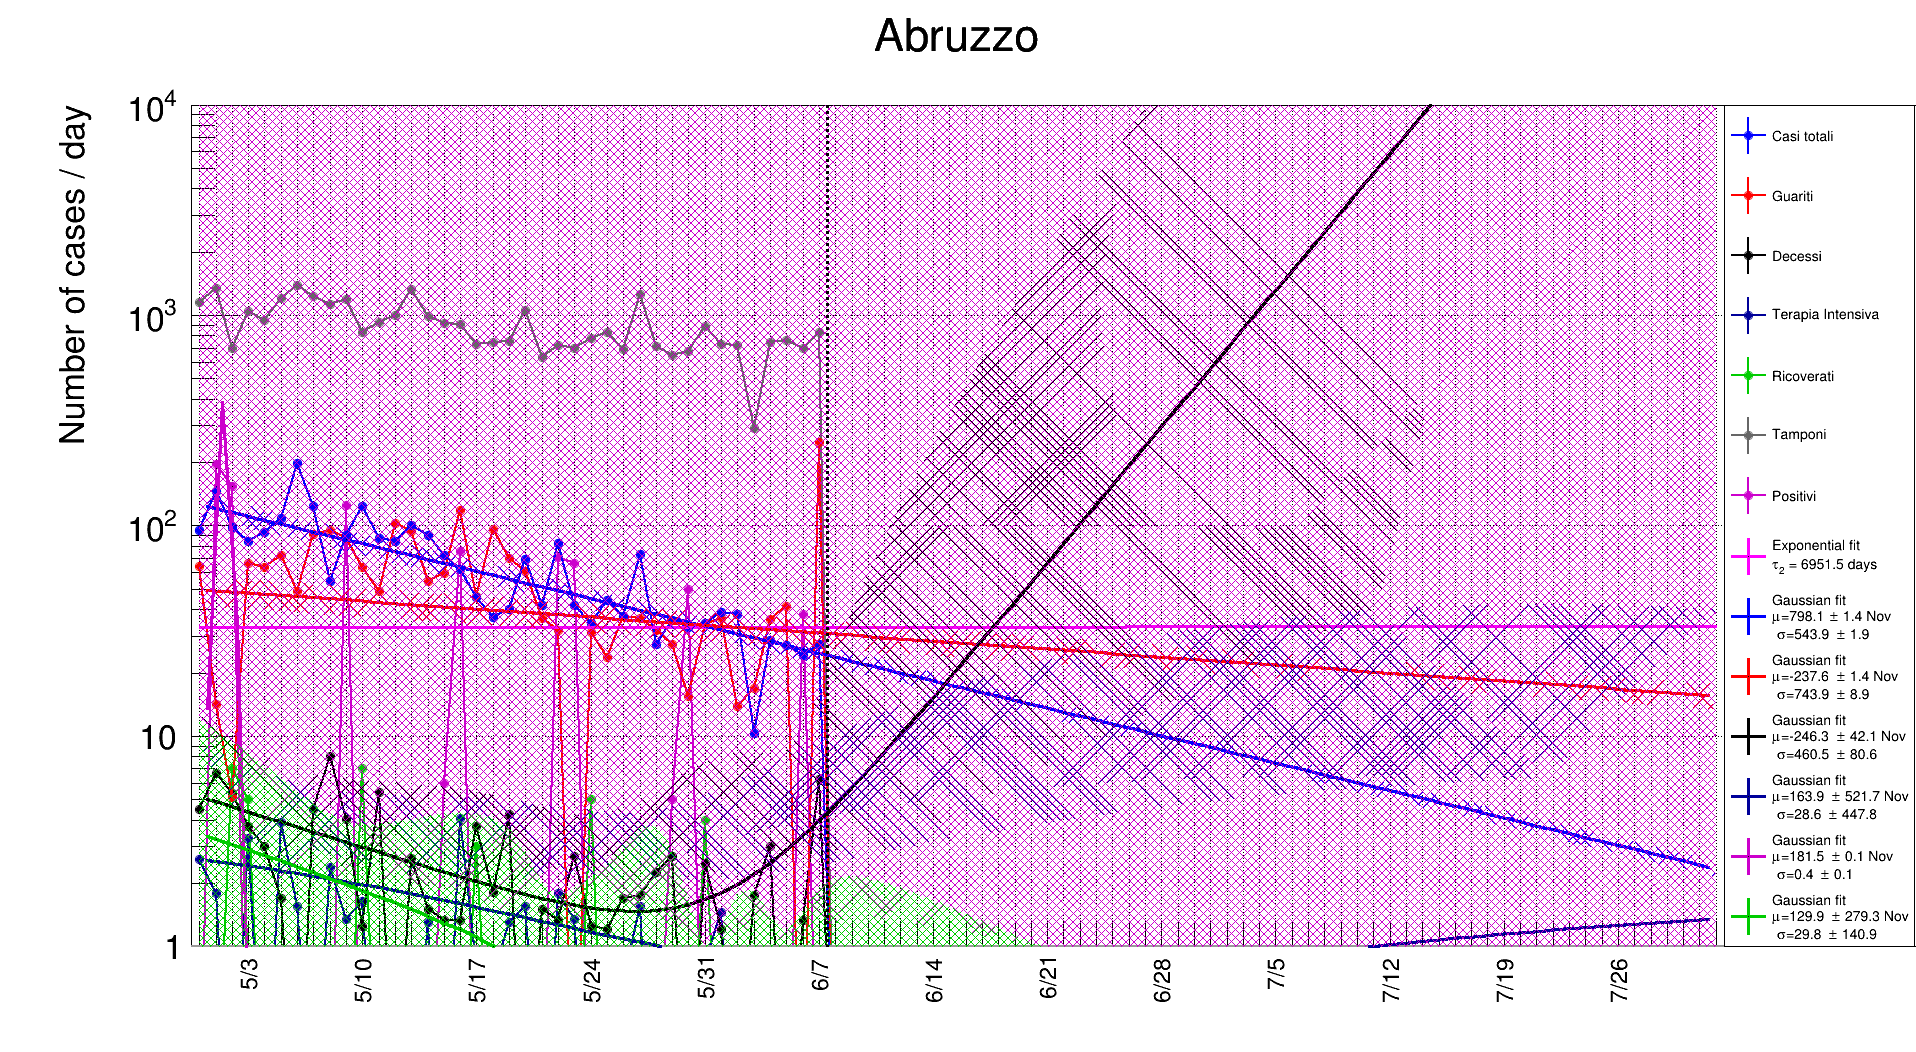 Abruzzo
Number of cases / day
10⁴
10³
10²
10
1
5/3
5/10
5/17
5/24
5/31
6/7
6/14
6/21
6/28
7/5
7/12
7/19
7/26
Casi totali
Guariti
Decessi
Terapia Intensiva
Ricoverati
Tamponi
Positivi
Exponential fit
τ₂ = 6951.5 days
Gaussian fit
μ=798.1 ± 1.4 Nov
σ=543.9 ± 1.9
Gaussian fit
μ=-237.6 ± 1.4 Nov
σ=743.9 ± 8.9
Gaussian fit
μ=-246.3 ± 42.1 Nov
σ=460.5 ± 80.6
Gaussian fit
μ=163.9 ± 521.7 Nov
σ=28.6 ± 447.8
Gaussian fit
μ=181.5 ± 0.1 Nov
σ=0.4 ± 0.1
Gaussian fit
μ=129.9 ± 279.3 Nov
σ=29.8 ± 140.9